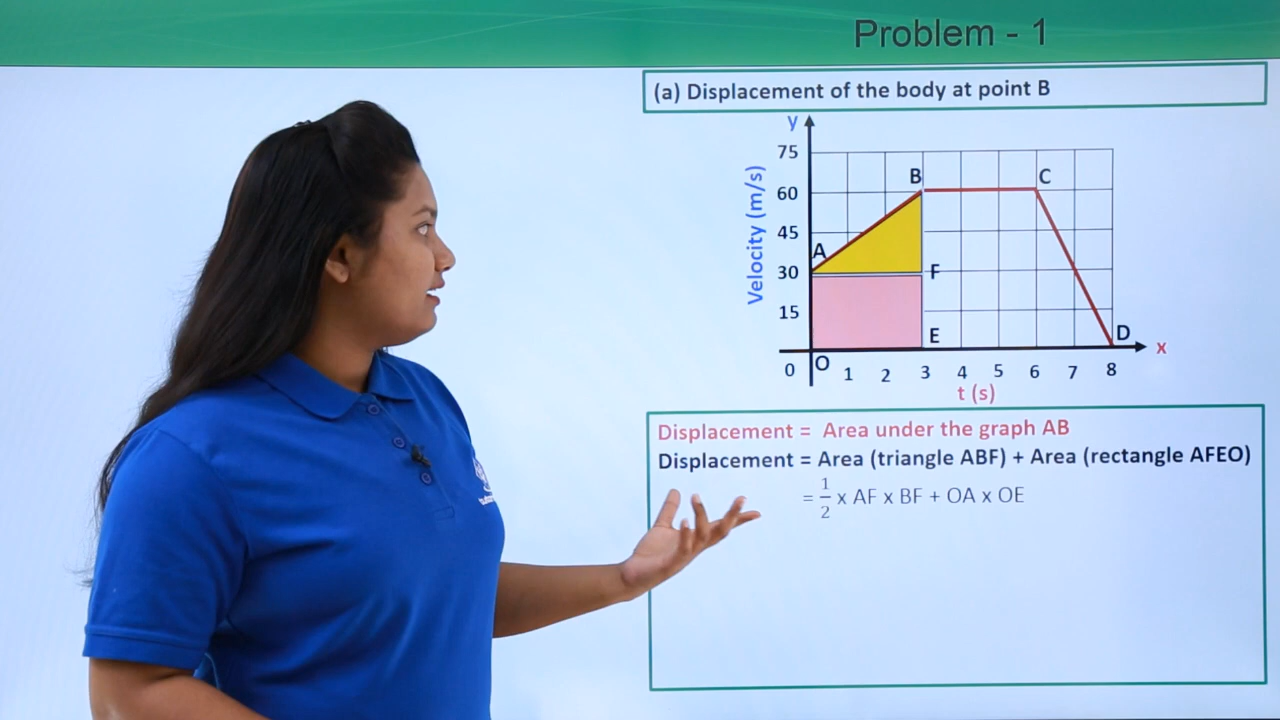 Problem - 1
(a) Displacement of the body at point B
y
75
B
C
60
Velocity (m/s)
45
A
30
F
15
E
D
x
0
O
1 2 3 4 5 6 7 8
t (s)
Displacement = Area under the graph AB
Displacement = Area (triangle ABF) + Area (rectangle AFEO)
= 1/2 x AF x BF + OA x OE